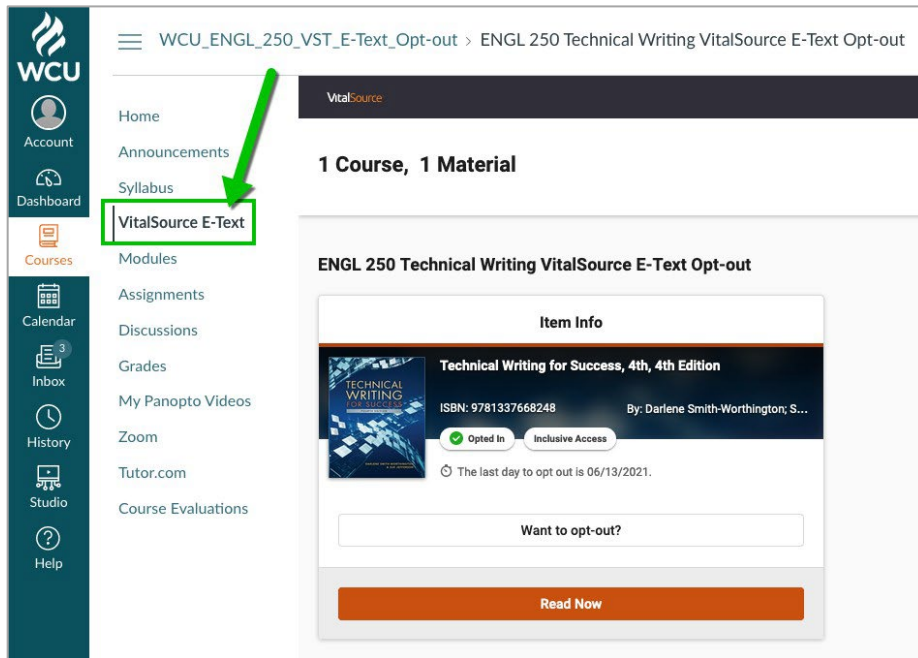 WCU
WCU_ENGL_250_VST_E-Text_Opt-out > ENGL 250 Technical Writing VitalSource E-Text Opt-out
Account
Dashboard
Courses
Calendar
3
Inbox
History
Studio
Help
Home
Announcements
Syllabus
VitalSource E-Text
Modules
Assignments
Discussions
Grades
My Panopto Videos
Zoom
Tutor.com
Course Evaluations
VitalSource
1 Course, 1 Material
ENGL 250 Technical Writing VitalSource E-Text Opt-out
Item Info
TECHNICAL
WRITING
FOR SUCCESS
Technical Writing for Success, 4th, 4th Edition
ISBN: 9781337668248
By: Darlene Smith-Worthington; S...
Opted In
Inclusive Access
The last day to opt out is 06/13/2021.
Want to opt-out?
Read Now